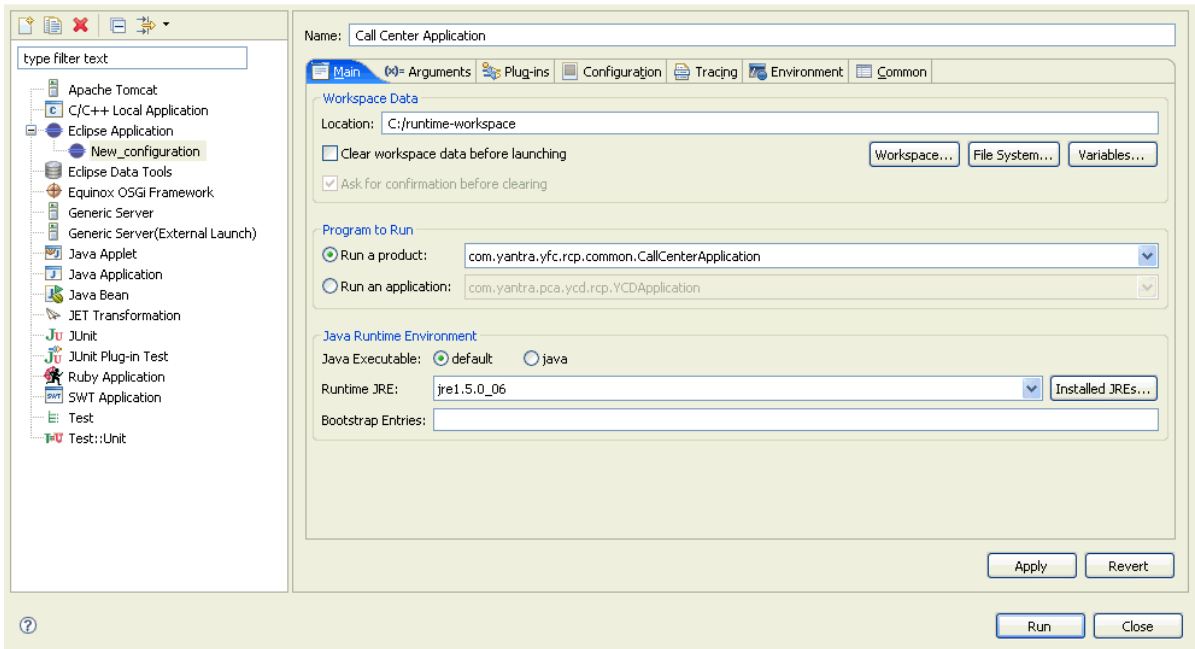 type filter text
Apache Tomcat
C/C++ Local Application
Eclipse Application
New_configuration
Eclipse Data Tools
Equinox OSGi Framework
Generic Server
Generic Server(External Launch)
Java Applet
Java Application
Java Bean
JET Transformation
JUnit
JUnit Plug-in Test
Ruby Application
SWT Application
Test
Test::Unit
Name: Call Center Application
Main (x)= Arguments Plug-ins Configuration Tracing Environment Common
Workspace Data
Location: C:/runtime-workspace
Clear workspace data before launching Workspace... File System... Variables...
Ask for confirmation before clearing
Program to Run
Run a product: com.yantra.yfc.rcp.common.CallCenterApplication
Run an application: com.yantra.pca.ycd.rcp.YCDApplication
Java Runtime Environment
Java Executable: default java
Runtime JRE: jre1.5.0_06 Installed JREs...
Bootstrap Entries:
Apply Revert
Run Close